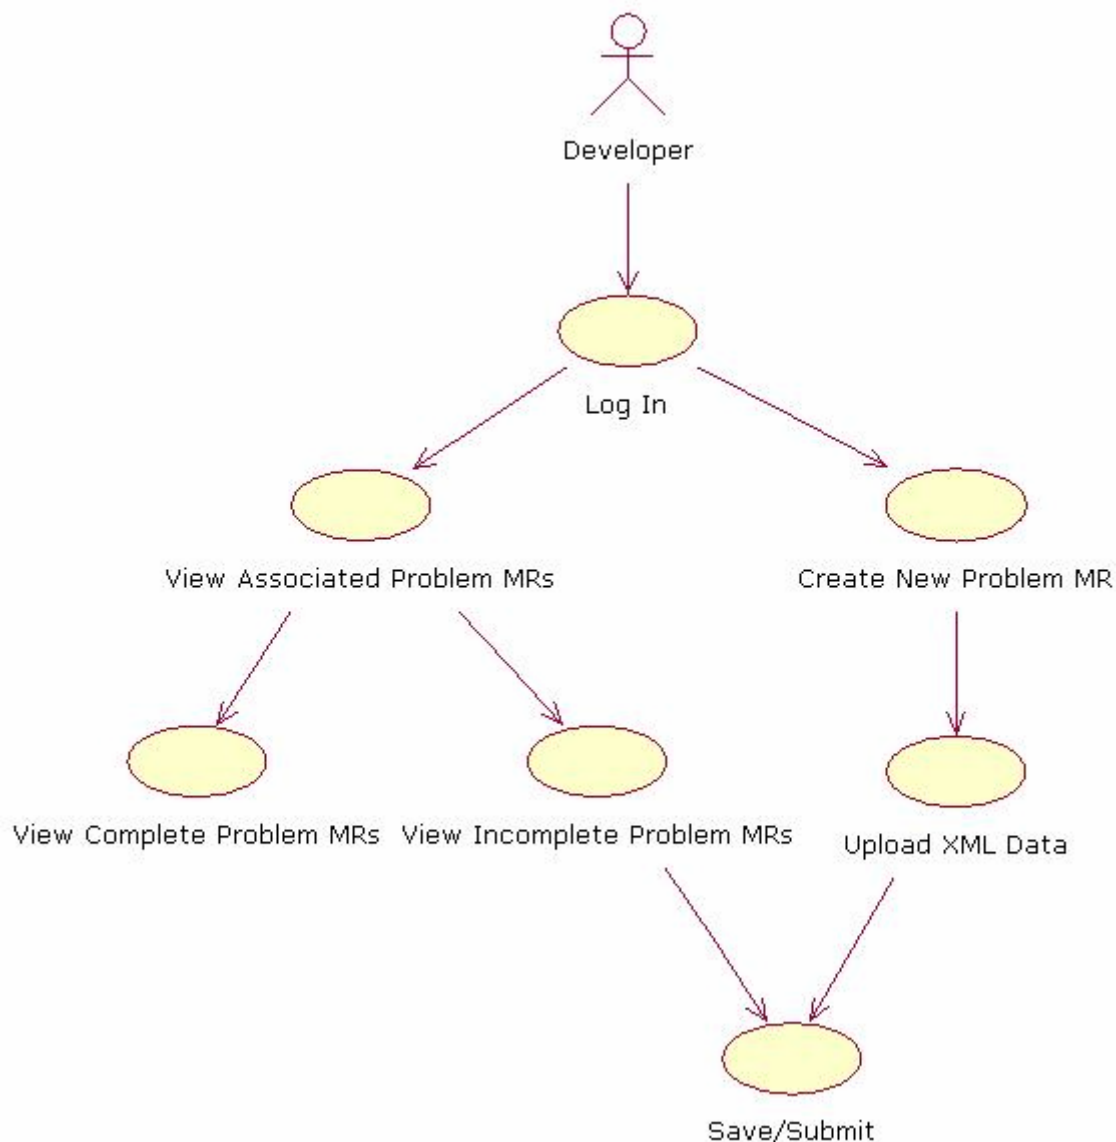 Developer
Log In
View Associated Problem MRs
Create New Problem MR
View Complete Problem MRs
View Incomplete Problem MRs
Upload XML Data
Save/Submit